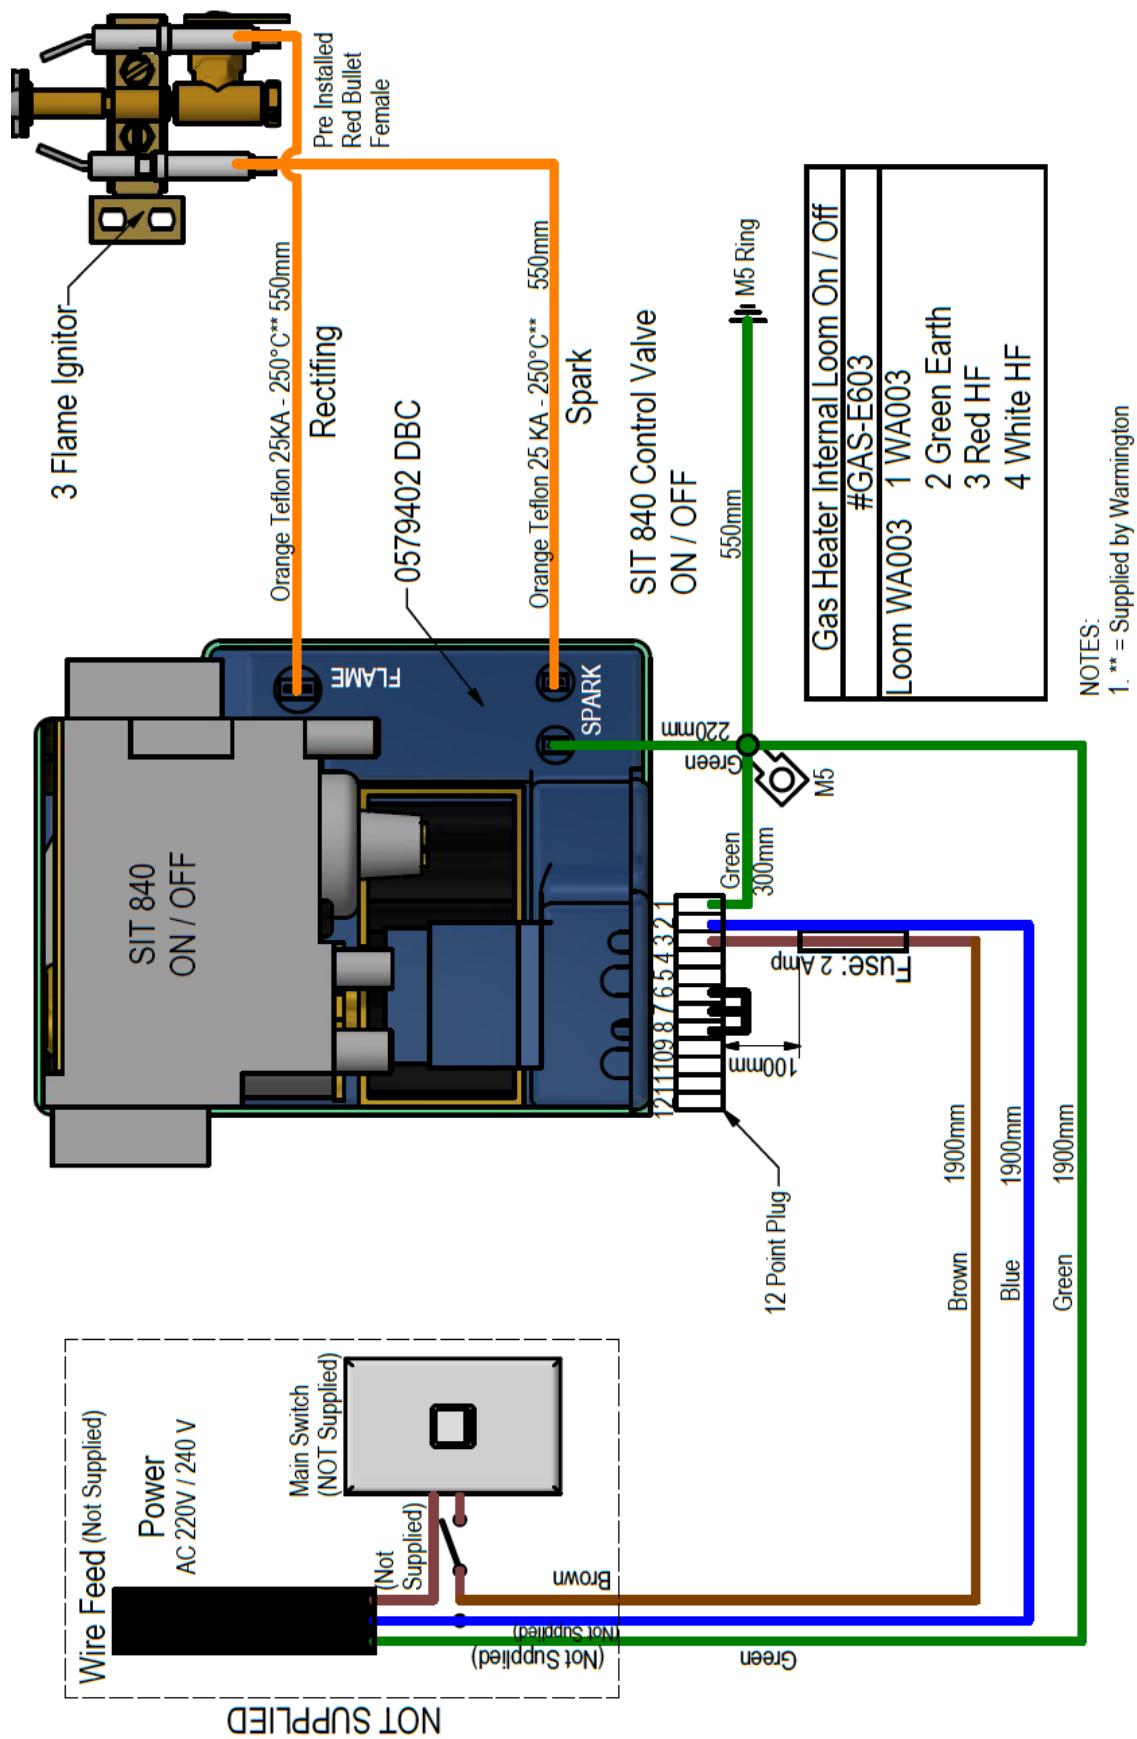 3 Flame Ignitor
Pre Installed
Red Bullet
Female
Orange Teflon 25KA - 250°C** 550mm
Rectifing
Orange Teflon 25 KA - 250°C** 550mm
Spark
0579402 DBC
SIT 840 Control Valve
ON / OFF
FLAME
SPARK
SIT 840
ON / OFF
550mm
M5 Ring
220mm
Green
M5
Green
300mm
1
2
3
4
5
6
7
8
9
10
11
12
Fuse: 2 Amp
100mm
12 Point Plug
Brown 1900mm
Blue 1900mm
Green 1900mm
Wire Feed (Not Supplied)
Power
AC 220V / 240 V
Main Switch
(NOT Supplied)
(Not
Supplied)
Brown
(Not Supplied)
(Not Supplied)
Green
NOT SUPPLIED
Gas Heater Internal Loom On / Off
#GAS-E603
Loom WA003 1 WA003
2 Green Earth
3 Red HF
4 White HF
NOTES:
1. ** = Supplied by Warmington